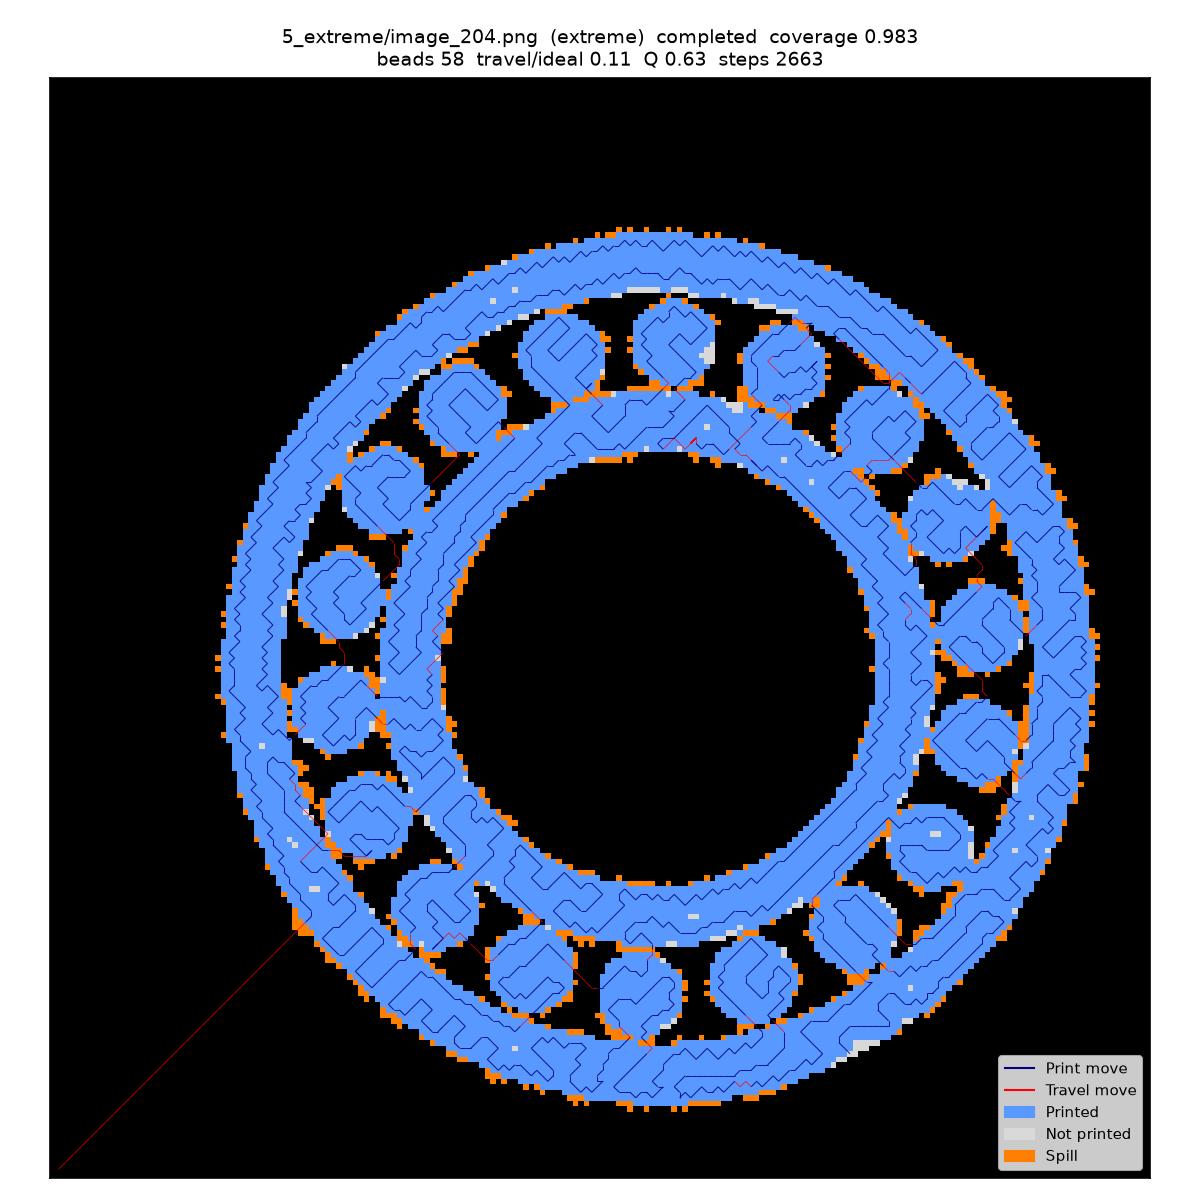 5_extreme/image_204.png  (extreme)  completed  coverage 0.983
beads 58  travel/ideal 0.11  Q 0.63  steps 2663
Print move
Travel move
Printed
Not printed
Spill